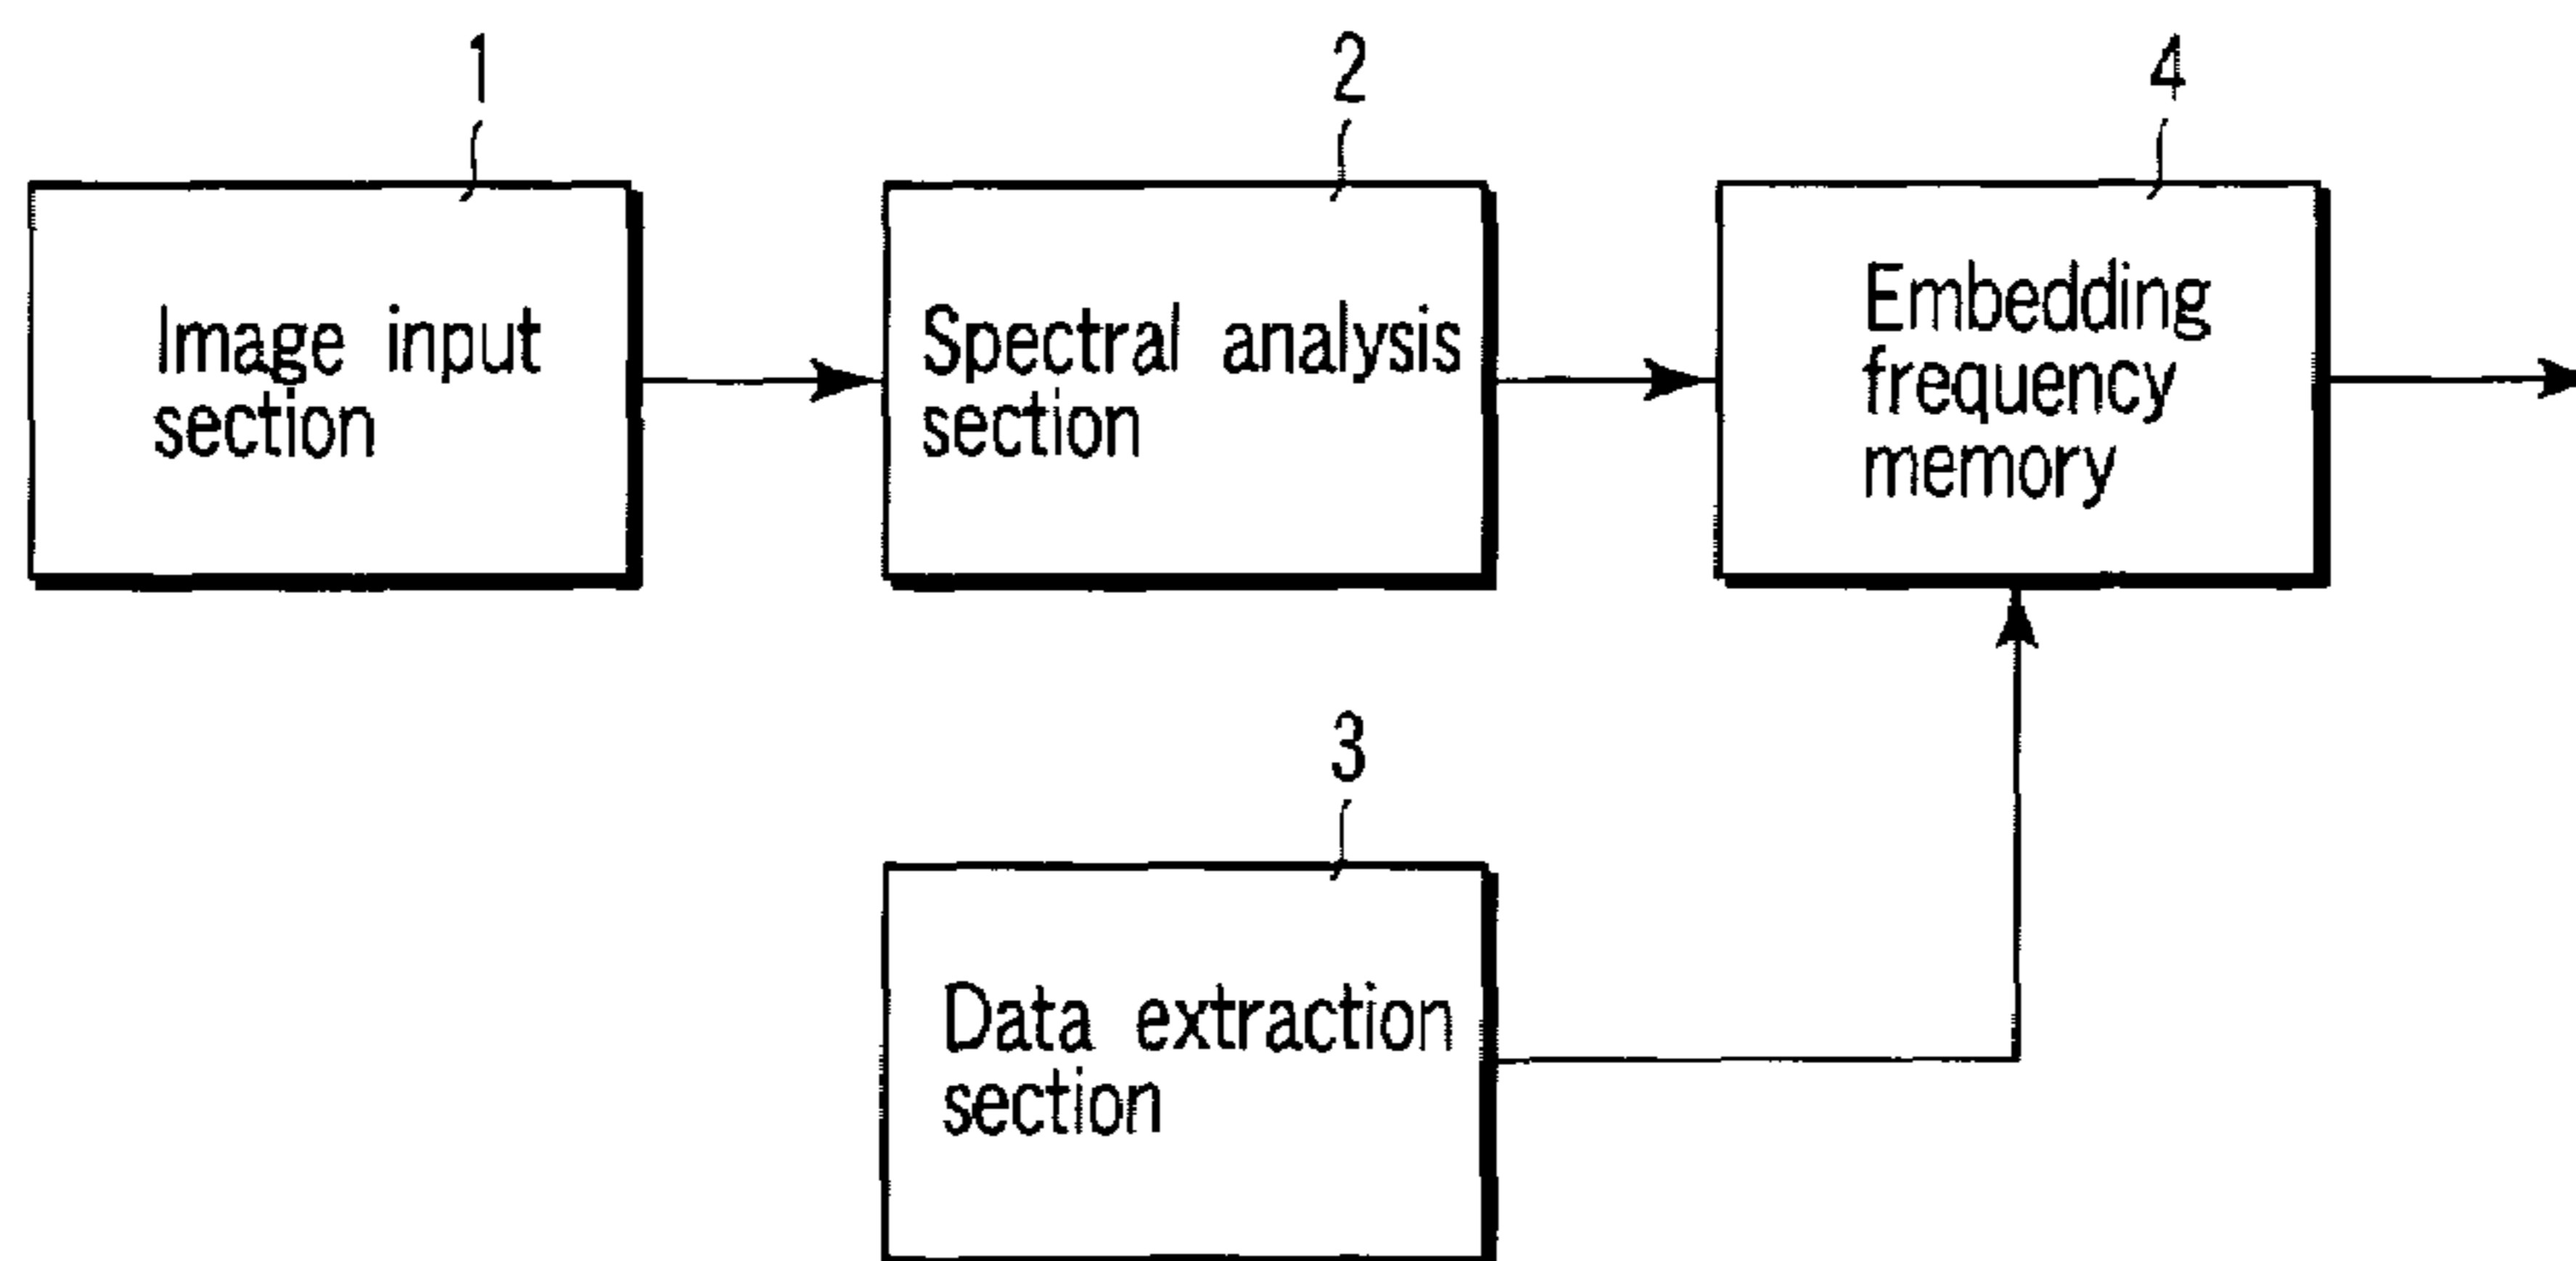 1
2
4
Image input
section
Spectral analysis
section
Embedding
frequency
memory
3
Data extraction
section